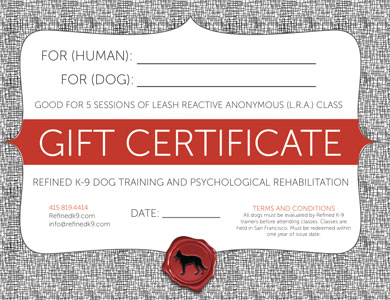 FOR (HUMAN):
FOR (DOG):
GOOD FOR 5 SESSIONS OF LEASH REACTIVE ANONYMOUS (L.R.A.) CLASS
GIFT CERTIFICATE
REFINED K-9 DOG TRAINING AND PSYCHOLOGICAL REHABILITATION
415.819.4414
Refinedk9.com
info@refinedk9.com
DATE:
TERMS AND CONDITIONS
All dogs must be evaluated by Refined K-9
trainers before attending classes. Classes are
held in San Francisco. Must be redeemed within
one year of issue date.